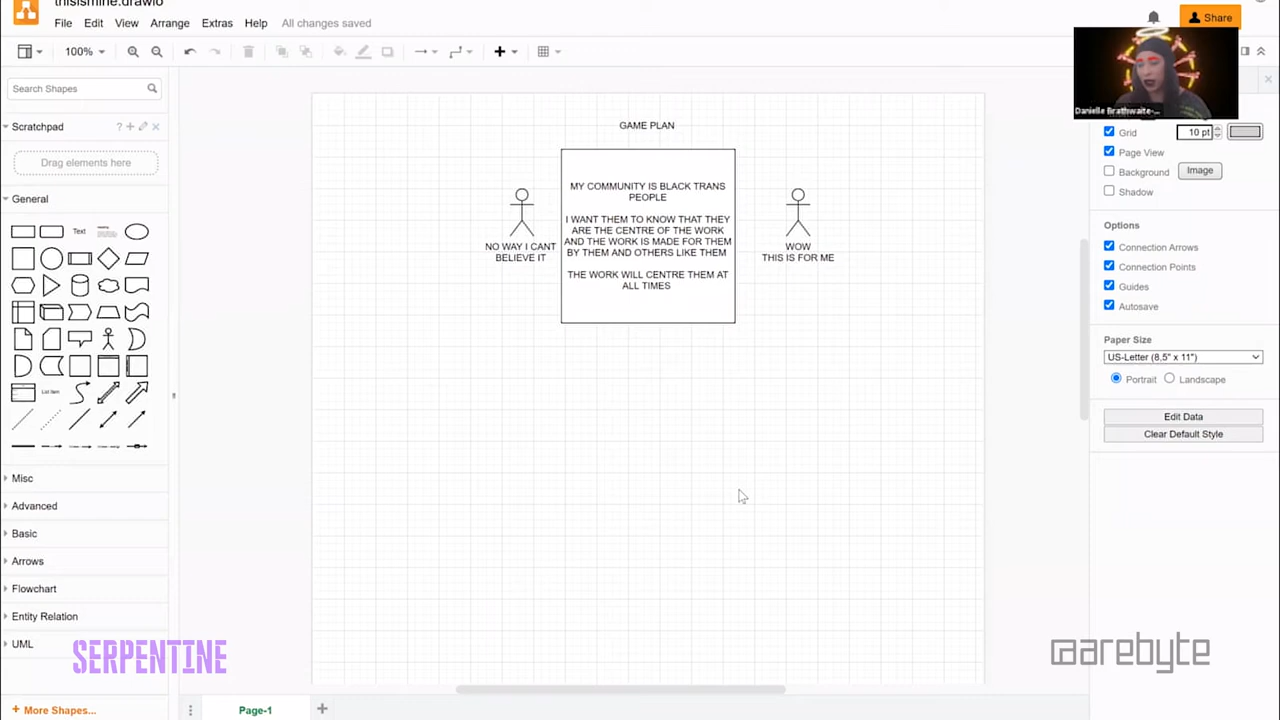 thisismine.drawio
File Edit View Arrange Extras Help All changes saved
Share
100%
Search Shapes
Danielle Brathwaite-...
Scratchpad
?
Drag elements here
General
Text
List Item
Misc
Advanced
Basic
Arrows
Flowchart
Entity Relation
UML
SERPENTINE
+ More Shapes...
GAME PLAN
MY COMMUNITY IS BLACK TRANS
PEOPLE
I WANT THEM TO KNOW THAT THEY
ARE THE CENTRE OF THE WORK
AND THE WORK IS MADE FOR THEM
BY THEM AND OTHERS LIKE THEM
THE WORK WILL CENTRE THEM AT
ALL TIMES
NO WAY I CANT
BELIEVE IT
WOW
THIS IS FOR ME
Page-1
Grid 10 pt
Page View
Background Image
Shadow
Options
Connection Arrows
Connection Points
Guides
Autosave
Paper Size
US-Letter (8,5" x 11")
Portrait Landscape
Edit Data
Clear Default Style
@arebyte